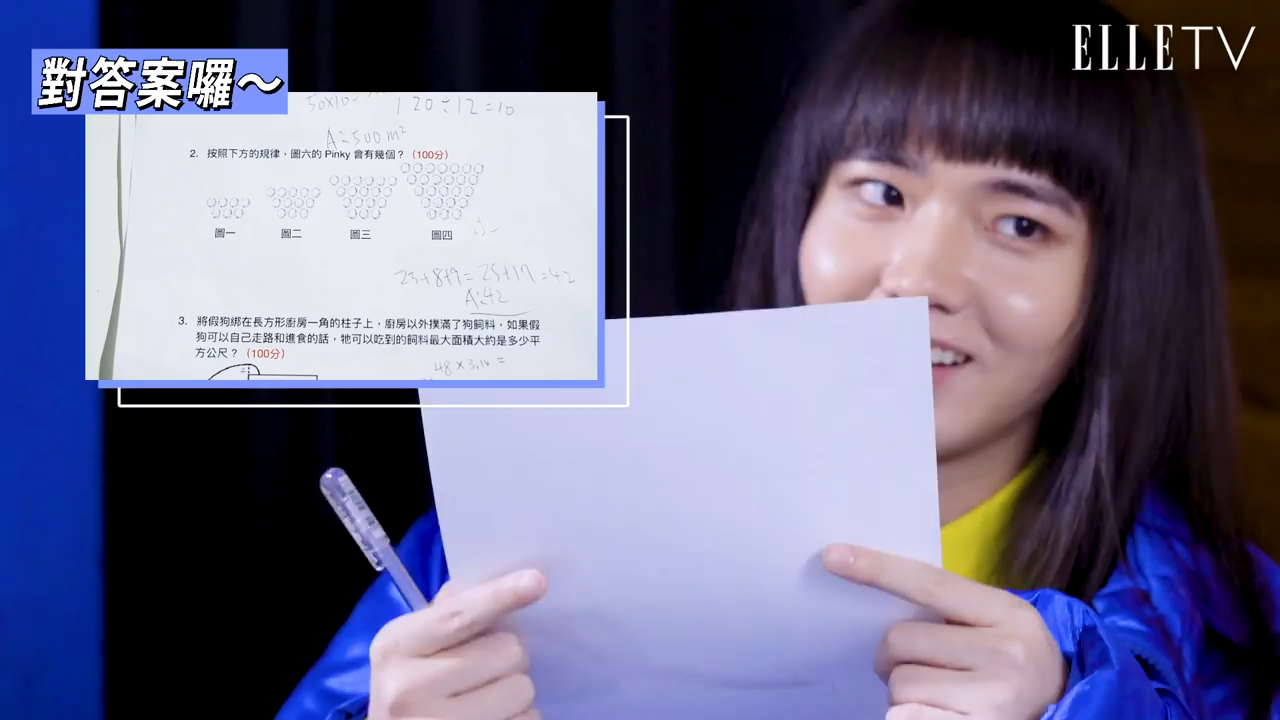 ELLETV
對答案囉～
120÷12=10
A:500m²
2. 按照下方的規律，圖六的 Pinky 會有幾個？（100分）
圖一 圖二 圖三 圖四
25+8+9=25+17=42
A:42
3. 將假狗綁在長方形廚房一角的柱子上，廚房以外撲滿了狗飼料，如果假
狗可以自己走路和進食的話，牠可以吃到的飼料最大面積大約是多少平
方公尺？（100分）
48×3.14=